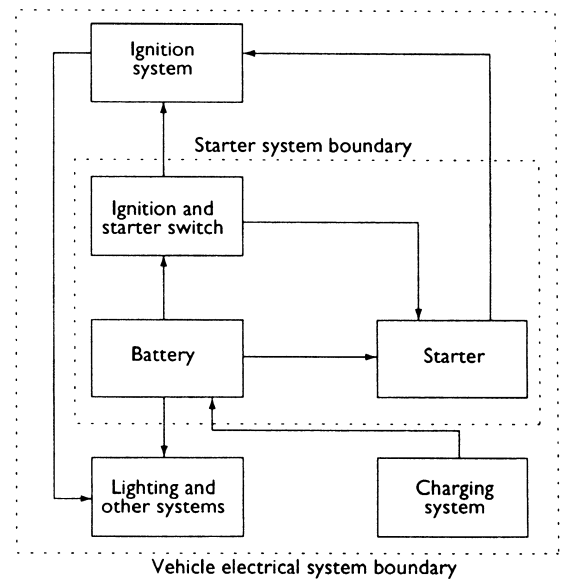 Ignition
system
Starter system boundary
Ignition and
starter switch
Battery
Starter
Lighting and
other systems
Charging
system
Vehicle electrical system boundary